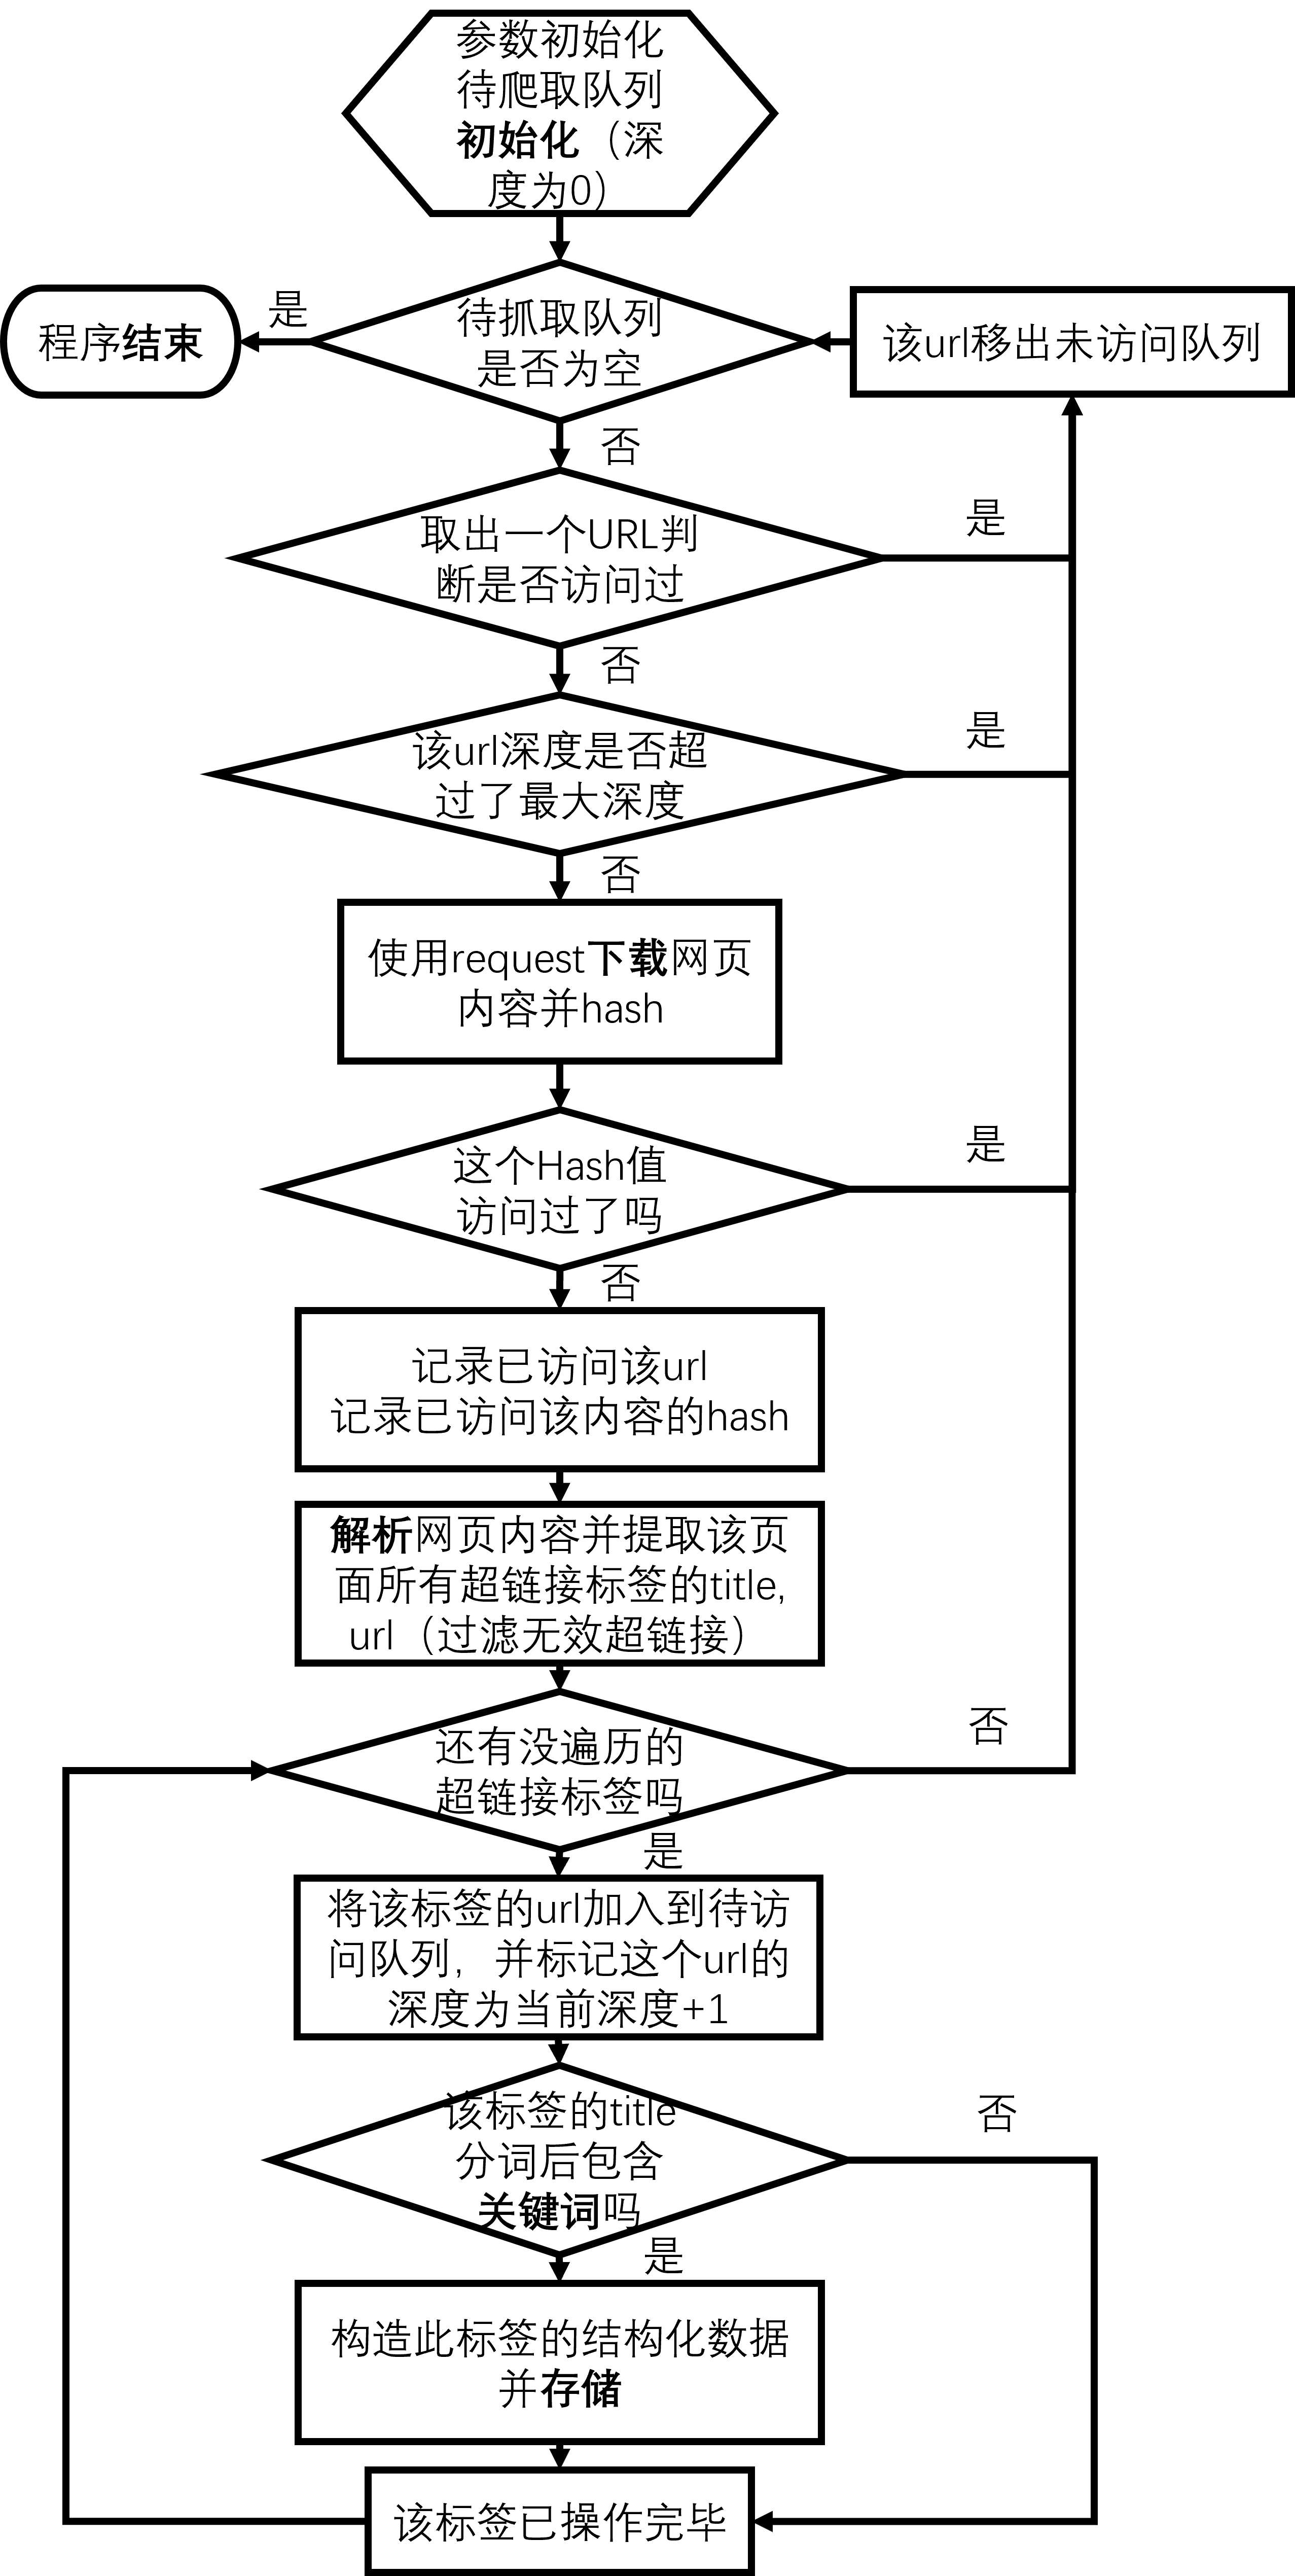 参数初始化
待爬取队列
初始化（深
度为0）
程序结束
是
待抓取队列
是否为空
该url移出未访问队列
否
取出一个URL判
断是否访问过
是
否
该url深度是否超
过了最大深度
是
否
使用request下载网页
内容并hash
这个Hash值
访问过了吗
是
否
记录已访问该url
记录已访问该内容的hash
解析网页内容并提取该页
面所有超链接标签的title,
url（过滤无效超链接）
还有没遍历的
超链接标签吗
否
是
将该标签的url加入到待访
问队列，并标记这个url的
深度为当前深度+1
该标签的title
分词后包含
关键词吗
否
是
构造此标签的结构化数据
并存储
该标签已操作完毕